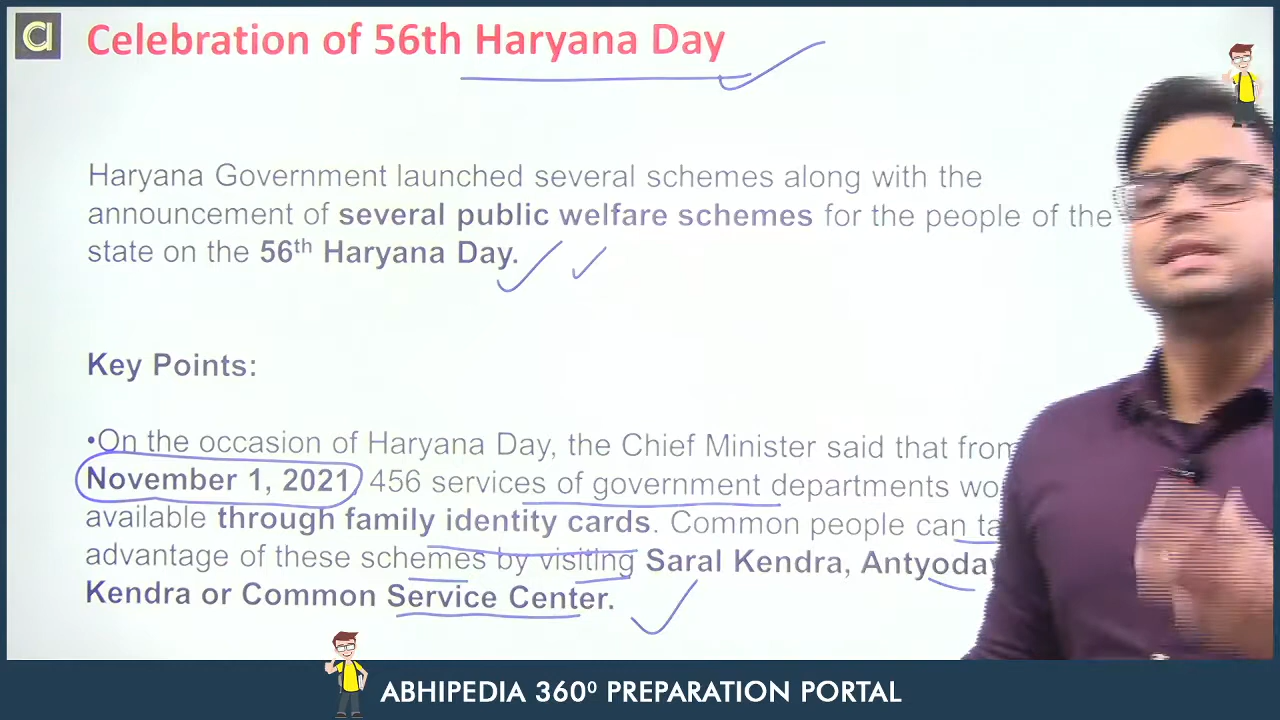 CA
Celebration of 56th Haryana Day
Haryana Government launched several schemes along with the
announcement of several public welfare schemes for the people of the
state on the 56th Haryana Day.
Key Points:
•On the occasion of Haryana Day, the Chief Minister said that from
November 1, 2021, 456 services of government departments
available through family identity cards. Common people can
advantage of these schemes by visiting Saral Kendra,
Kendra or Common Service Center.
ABHIPEDIA 360⁰ PREPARATION PORTAL